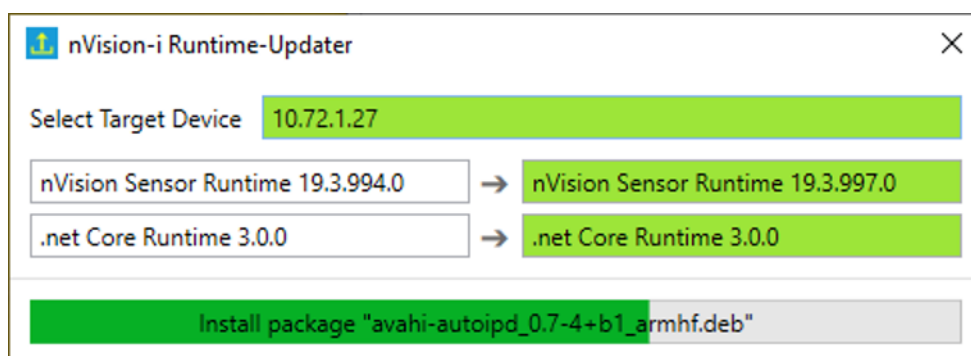 nVision-i Runtime-Updater
Select Target Device 10.72.1.27
nVision Sensor Runtime 19.3.994.0 → nVision Sensor Runtime 19.3.997.0
.net Core Runtime 3.0.0 → .net Core Runtime 3.0.0
Install package "avahi-autoipd_0.7-4+b1_armhf.deb"